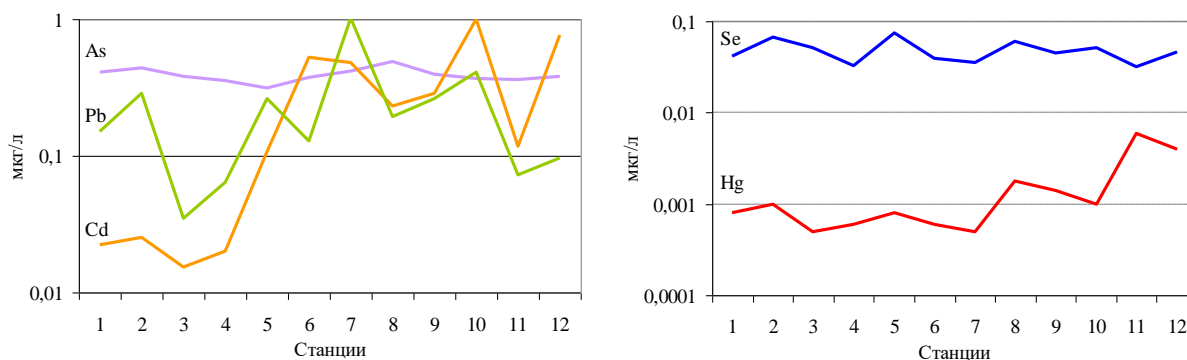 1
As
Pb
0,1
мкг/л
Cd
0,01
1 2 3 4 5 6 7 8 9 10 11 12
Станции
0,1
Se
0,01
мкг/л
Hg
0,001
0,0001
1 2 3 4 5 6 7 8 9 10 11 12
Станции